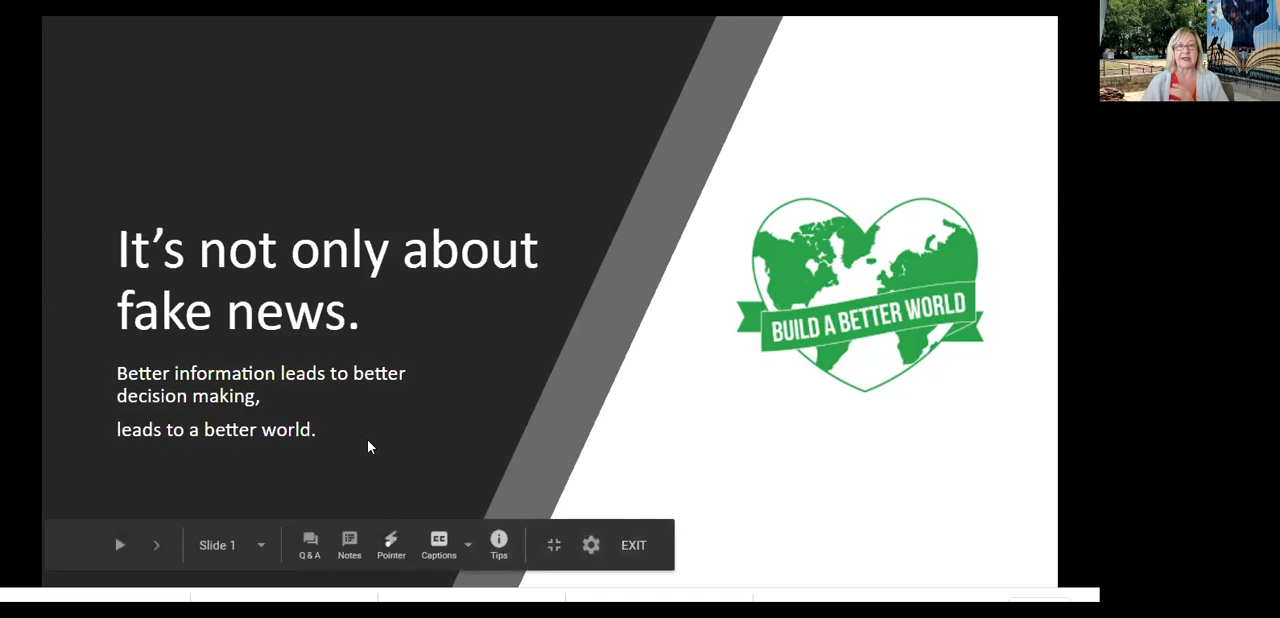 It’s not only about
fake news.
Better information leads to better
decision making,
leads to a better world.
BUILD A BETTER WORLD
Slide 1
Q & A
Notes
Pointer
CC
Captions
Tips
EXIT